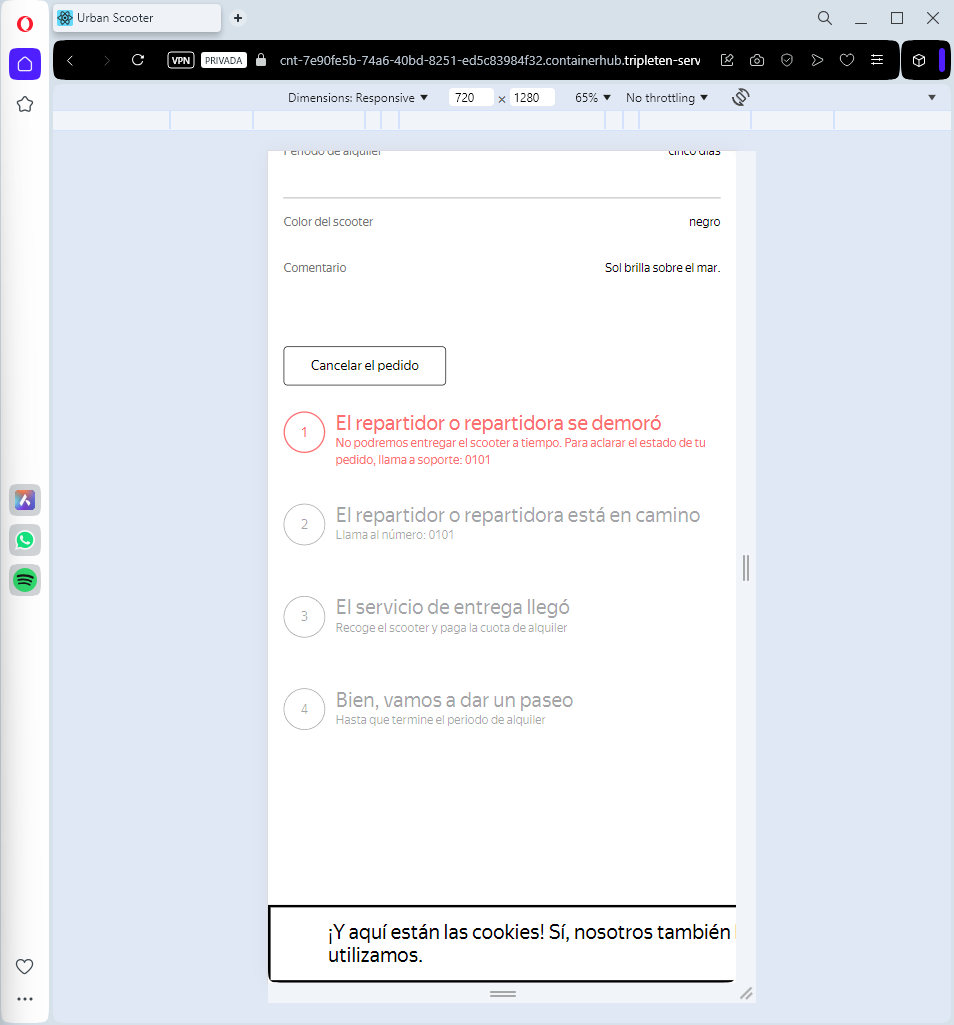 Urban Scooter
VPN PRIVADA cnt-7e90fe5b-74a6-40bd-8251-ed5c83984f32.containerhub.tripleten-serv
Dimensions: Responsive 720 x 1280 65% No throttling
Periodo de alquiler cinco días
Color del scooter negro
Comentario Sol brilla sobre el mar.
Cancelar el pedido
1 El repartidor o repartidora se demoró
No podremos entregar el scooter a tiempo. Para aclarar el estado de tu
pedido, llama a soporte: 0101
2 El repartidor o repartidora está en camino
Llama al número: 0101
3 El servicio de entrega llegó
Recoge el scooter y paga la cuota de alquiler
4 Bien, vamos a dar un paseo
Hasta que termine el periodo de alquiler
¡Y aquí están las cookies! Sí, nosotros también
utilizamos.